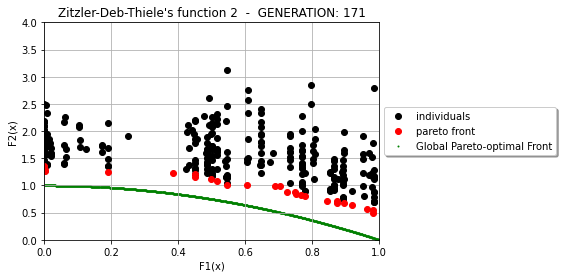 Zitzler-Deb-Thiele's function 2 - GENERATION: 171
4.0
3.5
3.0
2.5
2.0
1.5
1.0
0.5
0.0
F2(x)
0.0 0.2 0.4 0.6 0.8 1.0
F1(x)
individuals
pareto front
Global Pareto-optimal Front